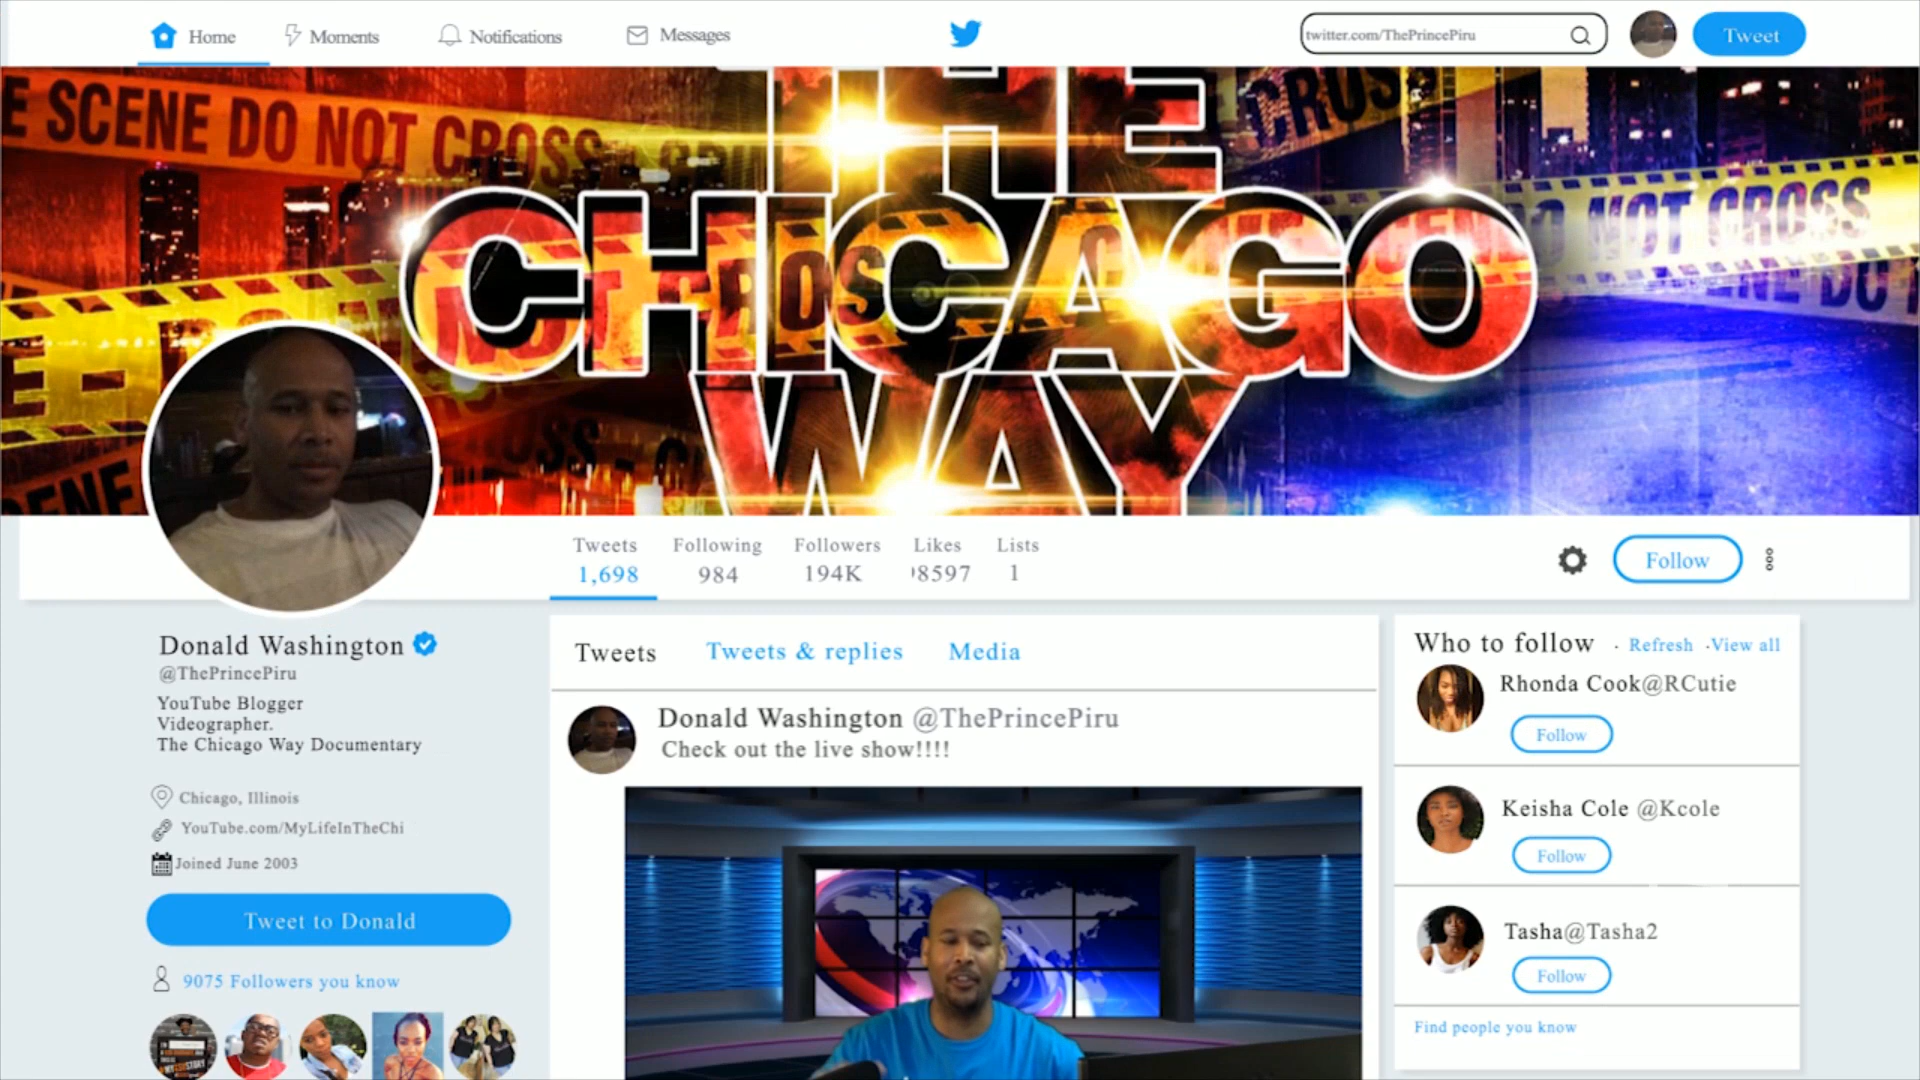 Home
Moments
Notifications
Messages
twitter.com/ThePrincePiru
Tweet
THE
CHICAGO
WAY
E SCENE DO NOT CROSS
CROSS
DO NOT CROSS
Tweets
Following
Followers
Likes
Lists
1,698
984
194K
98597
1
Follow
Donald Washington
@ThePrincePiru
YouTube Blogger
Videographer.
The Chicago Way Documentary
Chicago, Illinois
YouTube.com/MyLifeInTheChi
Joined June 2003
Tweet to Donald
9075 Followers you know
Tweets
Tweets & replies
Media
Donald Washington @ThePrincePiru
Check out the live show!!!!
Who to follow · Refresh ·View all
Rhonda Cook@RCutie
Follow
Keisha Cole @Kcole
Follow
Tasha@Tasha2
Follow
Find people you know